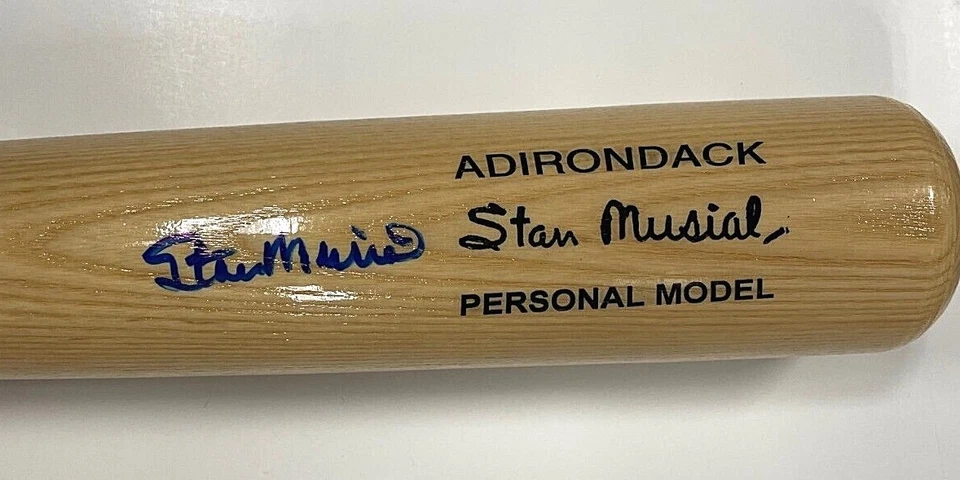 ADIRONDACK
Stan Musial
PERSONAL MODEL
Stan Musial